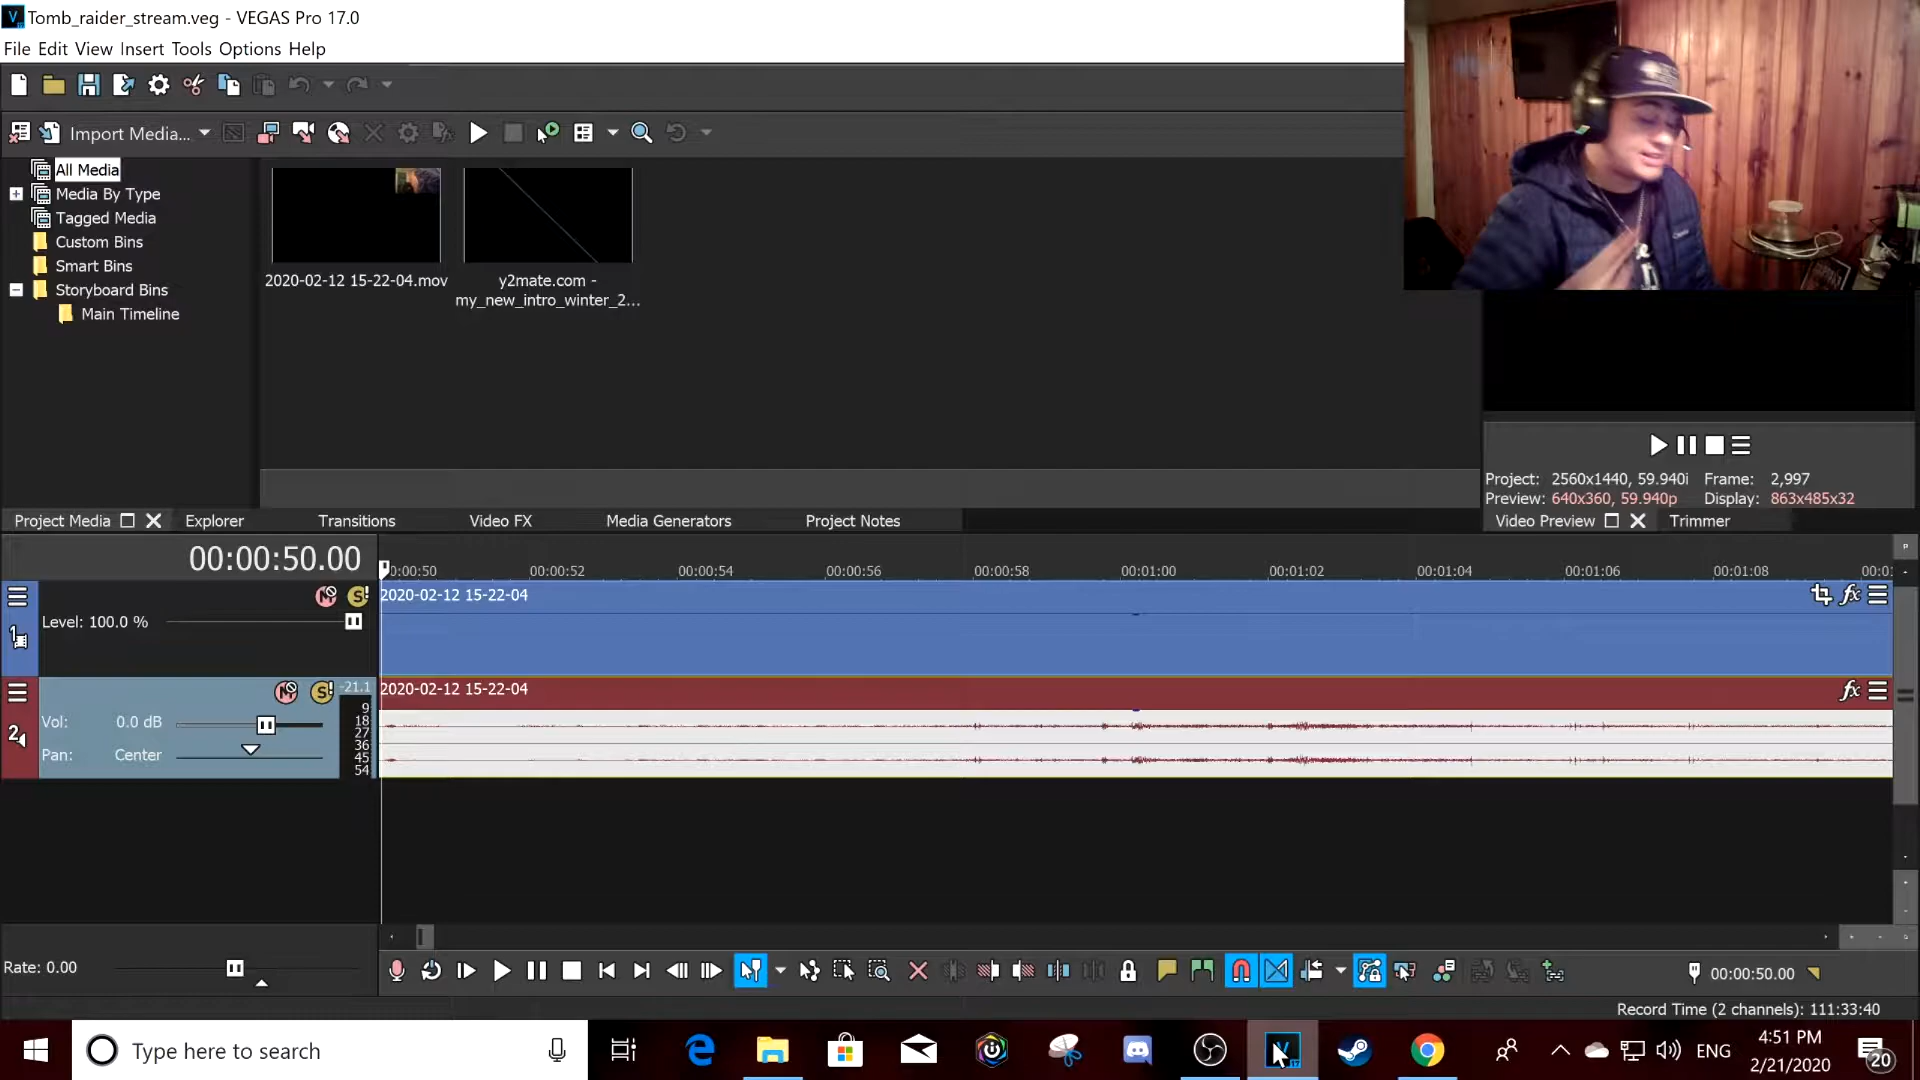 Tomb_raider_stream.veg - VEGAS Pro 17.0
File Edit View Insert Tools Options Help
Import Media...
All Media
Media By Type
Tagged Media
Custom Bins
Smart Bins
Storyboard Bins
Main Timeline
2020-02-12 15-22-04.mov
y2mate.com -
my_new_intro_winter_2...
Project: 2560x1440, 59.940i Frame: 2,997
Preview: 640x360, 59.940p Display: 863x485x32
Project Media Explorer Transitions Video FX Media Generators Project Notes
Video Preview Trimmer
00:00:50.00
0:00:50 00:00:52 00:00:54 00:00:56 00:00:58 00:01:00 00:01:02 00:01:04 00:01:06 00:01:08 00:0
1
Level: 100.0 %
M S
2020-02-12 15-22-04
fx
2
M S
-21.1
2020-02-12 15-22-04
fx
Vol: 0.0 dB
Pan: Center
9
18
27
36
45
54
Rate: 0.00
00:00:50.00
Record Time (2 channels): 111:33:40
Type here to search
ENG
4:51 PM
2/21/2020
20